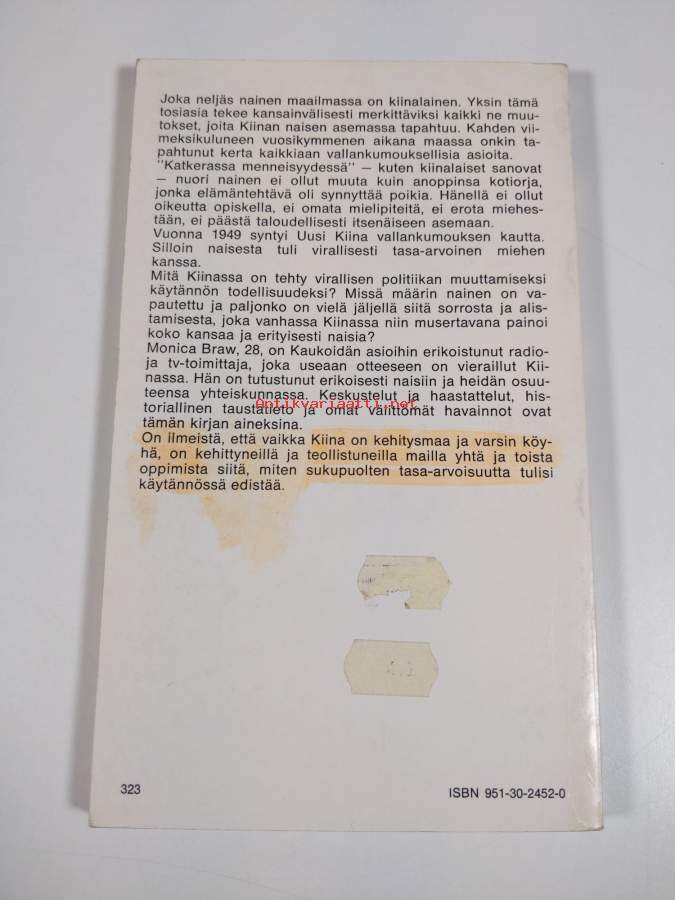 Joka neljäs nainen maailmassa on kiinalainen. Yksin tämä
tosiasia tekee kansainvälisesti merkittäviksi kaikki ne muu-
tokset, joita Kiinan naisen asemassa tapahtuu. Kahden vii-
meksikuluneen vuosikymmenen aikana maassa onkin ta-
pahtunut kerta kaikkiaan vallankumouksellisia asioita.
"Katkerassa menneisyydessä" — kuten kiinalaiset sanovat
— nuori nainen ei ollut muuta kuin anoppinsa kotiorja,
jonka elämäntehtävä oli synnyttää poikia. Hänellä ei ollut
oikeutta opiskella, ei omata mielipiteitä, ei erota miehes-
tään, ei päästä taloudellisesti itsenäiseen asemaan.
Vuonna 1949 syntyi Uusi Kiina vallankumouksen kautta.
Silloin naisesta tuli virallisesti tasa-arvoinen miehen
kanssa.
Mitä Kiinassa on tehty virallisen politiikan muuttamiseksi
käytännön todellisuudeksi? Missä määrin nainen on va-
pautettu ja paljonko on vielä jäljellä siitä sorrosta ja alis-
tamisesta, joka vanhassa Kiinassa niin musertavana painoi
koko kansaa ja erityisesti naisia?
Monica Braw, 28, on Kaukoidän asioihin erikoistunut radio-
ja tv-toimittaja, joka useaan otteeseen on vieraillut Kii-
nassa. Hän on tutustunut erikoisesti naisiin ja heidän osuu-
teensa yhteiskunnassa. Keskustelut ja haastattelut, his-
toriallinen taustatieto ja omat välittömät havainnot ovat
tämän kirjan aineksina.
On ilmeistä, että vaikka Kiina on kehitysmaa ja varsin köy-
hä, on kehittyneillä ja teollistuneilla mailla yhtä ja toista
oppimista siitä, miten sukupuolten tasa-arvoisuutta tulisi
käytännössä edistää.
antikvariaatti.net
323
ISBN 951-30-2452-0